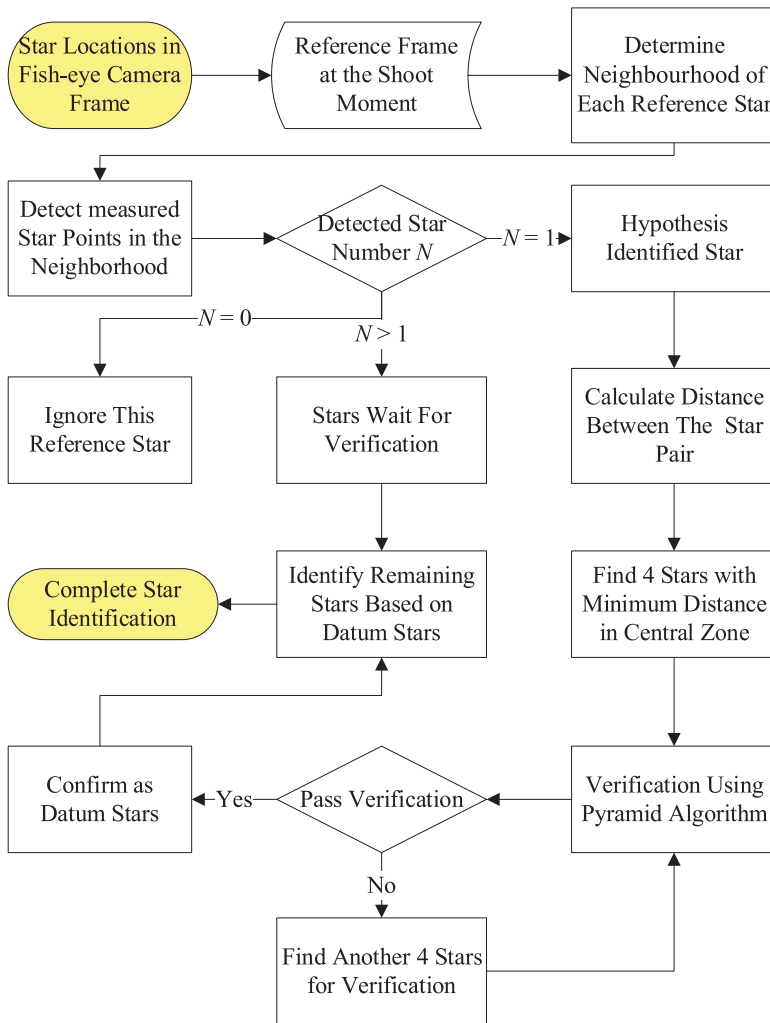 Star Locations in
Fish-eye Camera
Frame
Reference Frame
at the Shoot
Moment
Determine
Neighbourhood of
Each Reference Star
Detect measured
Star Points in the
Neighborhood
Detected Star
Number N
N = 1
Hypothesis
Identified Star
N = 0
N > 1
Ignore This
Reference Star
Stars Wait For
Verification
Calculate Distance
Between The Star
Pair
Complete Star
Identification
Identify Remaining
Stars Based on
Datum Stars
Find 4 Stars with
Minimum Distance
in Central Zone
Confirm as
Datum Stars
Yes
Pass Verification
Verification Using
Pyramid Algorithm
No
Find Another 4 Stars
for Verification